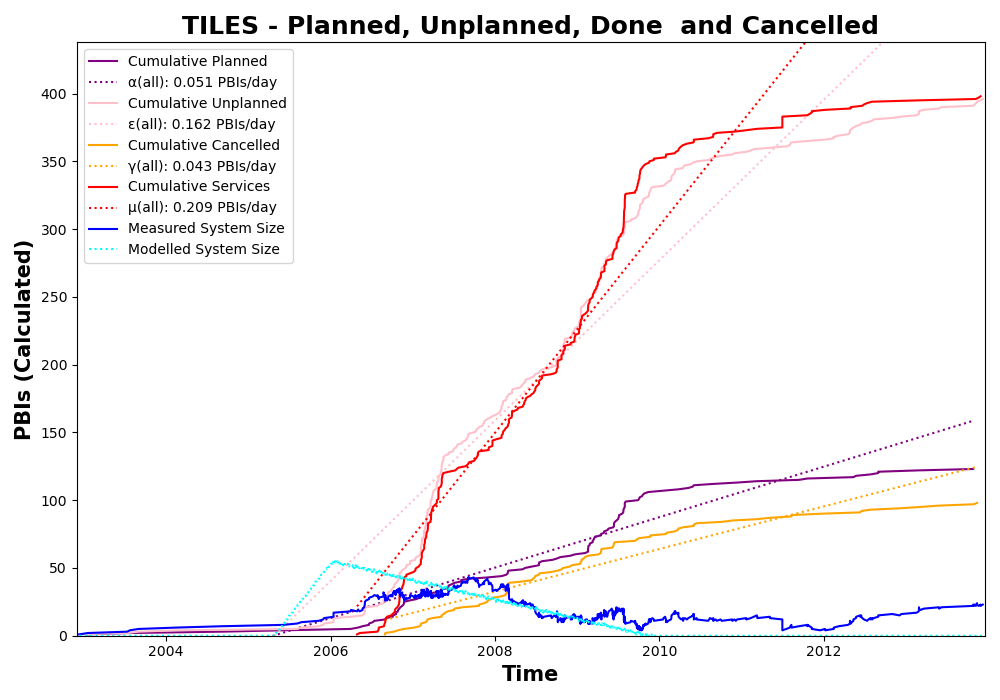 TILES - Planned, Unplanned, Done  and Cancelled
Cumulative Planned
α(all): 0.051 PBIs/day
Cumulative Unplanned
ε(all): 0.162 PBIs/day
Cumulative Cancelled
γ(all): 0.043 PBIs/day
Cumulative Services
μ(all): 0.209 PBIs/day
Measured System Size
Modelled System Size
PBIs (Calculated)
400
350
300
250
200
150
100
50
0
2004 2006 2008 2010 2012
Time